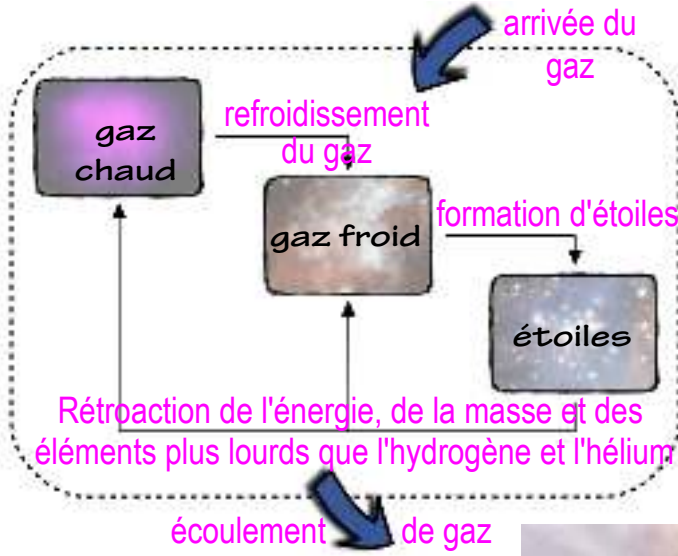 arrivée du
gaz
gaz
chaud
refroidissement
du gaz
gaz froid
formation d'étoiles
étoiles
Rétroaction de l'énergie, de la masse et des
éléments plus lourds que l'hydrogène et l'hélium
écoulement de gaz